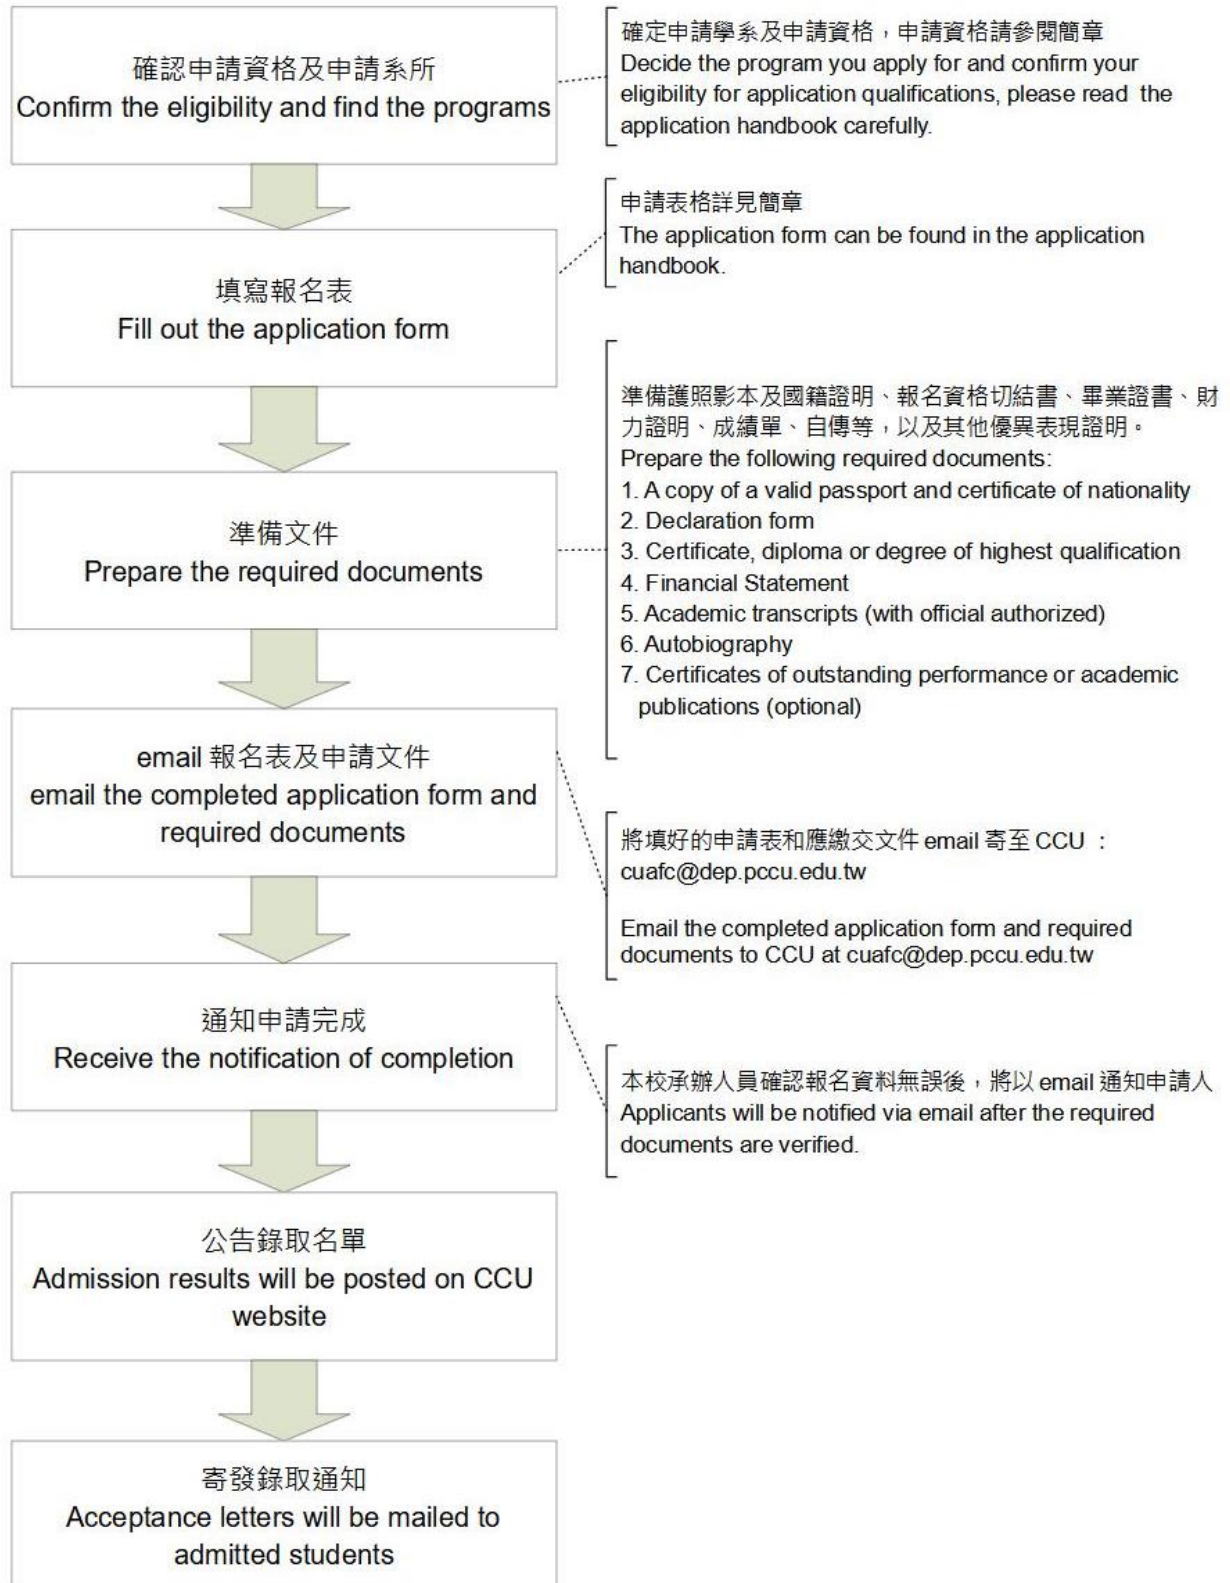 確認申請資格及申請系所
Confirm the eligibility and find the programs
確定申請學系及申請資格，申請資格請參閱簡章
Decide the program you apply for and confirm your
eligibility for application qualifications, please read the
application handbook carefully.
填寫報名表
Fill out the application form
申請表格詳見簡章
The application form can be found in the application
handbook.
準備文件
Prepare the required documents
準備護照影本及國籍證明、報名資格切結書、畢業證書、財
力證明、成績單、自傳等，以及其他優異表現證明。
Prepare the following required documents:
1. A copy of a valid passport and certificate of nationality
2. Declaration form
3. Certificate, diploma or degree of highest qualification
4. Financial Statement
5. Academic transcripts (with official authorized)
6. Autobiography
7. Certificates of outstanding performance or academic
publications (optional)
email 報名表及申請文件
email the completed application form and
required documents
將填好的申請表和應繳交文件 email 寄至 CCU ：
cuafc@dep.pccu.edu.tw
Email the completed application form and required
documents to CCU at cuafc@dep.pccu.edu.tw
通知申請完成
Receive the notification of completion
本校承辦人員確認報名資料無誤後，將以 email 通知申請人
Applicants will be notified via email after the required
documents are verified.
公告錄取名單
Admission results will be posted on CCU
website
寄發錄取通知
Acceptance letters will be mailed to
admitted students